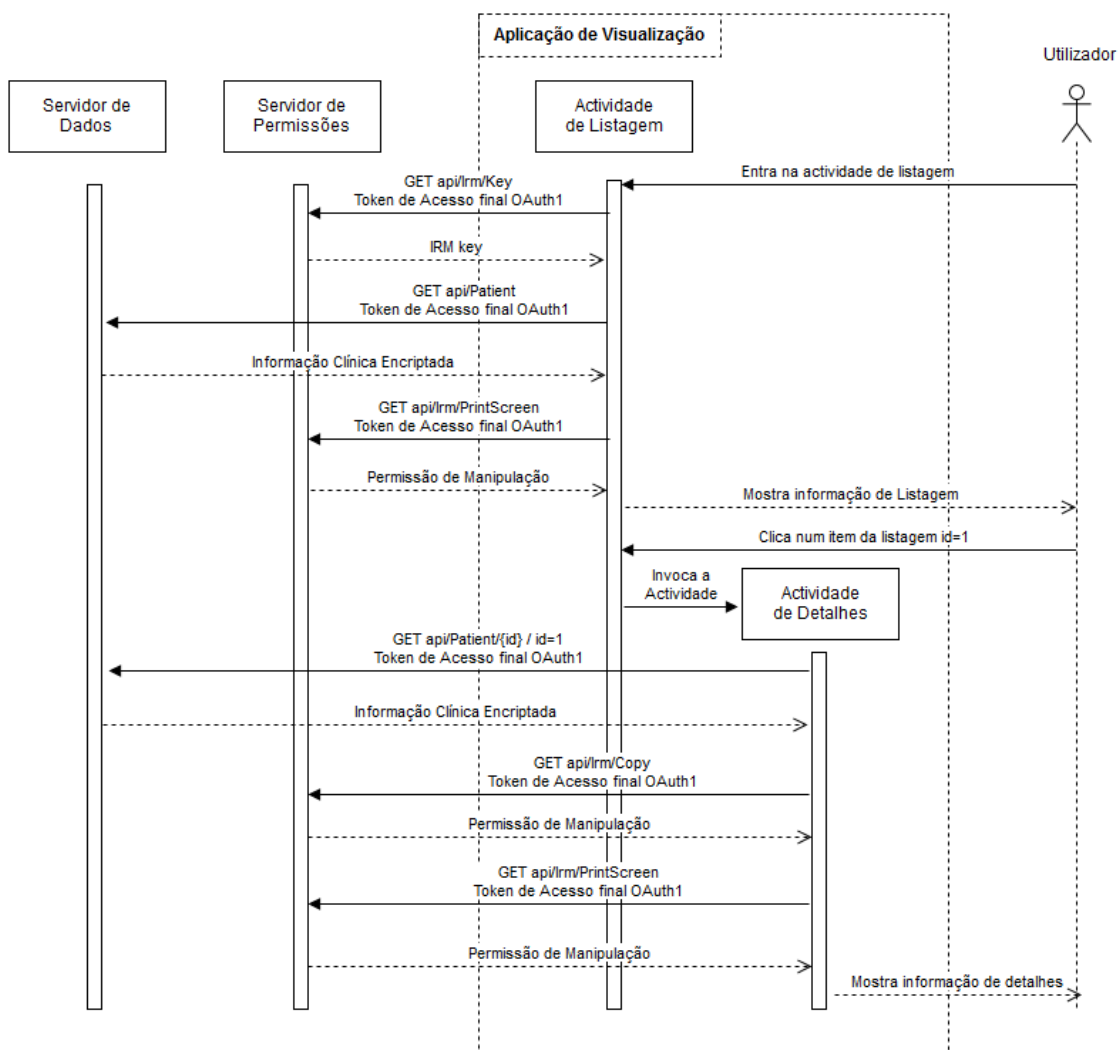 Aplicação de Visualização
Utilizador
Servidor de
Dados
Servidor de
Permissões
Actividade
de Listagem
Entra na actividade de listagem
GET api/Irm/Key
Token de Acesso final OAuth1
IRM key
GET api/Patient
Token de Acesso final OAuth1
Informação Clínica Encriptada
GET api/Irm/PrintScreen
Token de Acesso final OAuth1
Permissão de Manipulação
Mostra informação de Listagem
Clica num item da listagem id=1
Invoca a
Actividade
Actividade
de Detalhes
GET api/Patient/{id} / id=1
Token de Acesso final OAuth1
Informação Clínica Encriptada
GET api/Irm/Copy
Token de Acesso final OAuth1
Permissão de Manipulação
GET api/Irm/PrintScreen
Token de Acesso final OAuth1
Permissão de Manipulação
Mostra informação de detalhes